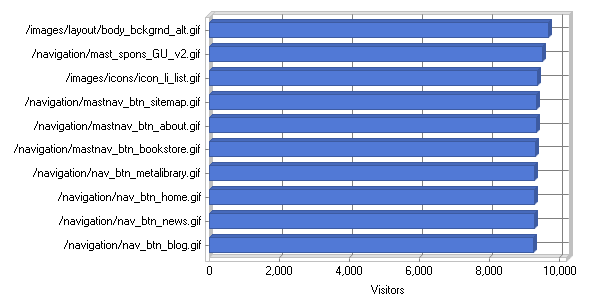 /images/layout/body_bckgrnd_alt.gif
/navigation/mast_spons_GU_v2.gif
/images/icons/icon_li_list.gif
/navigation/mastnav_btn_sitemap.gif
/navigation/mastnav_btn_about.gif
/navigation/mastnav_btn_bookstore.gif
/navigation/nav_btn_metalibrary.gif
/navigation/nav_btn_home.gif
/navigation/nav_btn_news.gif
/navigation/nav_btn_blog.gif
0 2,000 4,000 6,000 8,000 10,000
Visitors